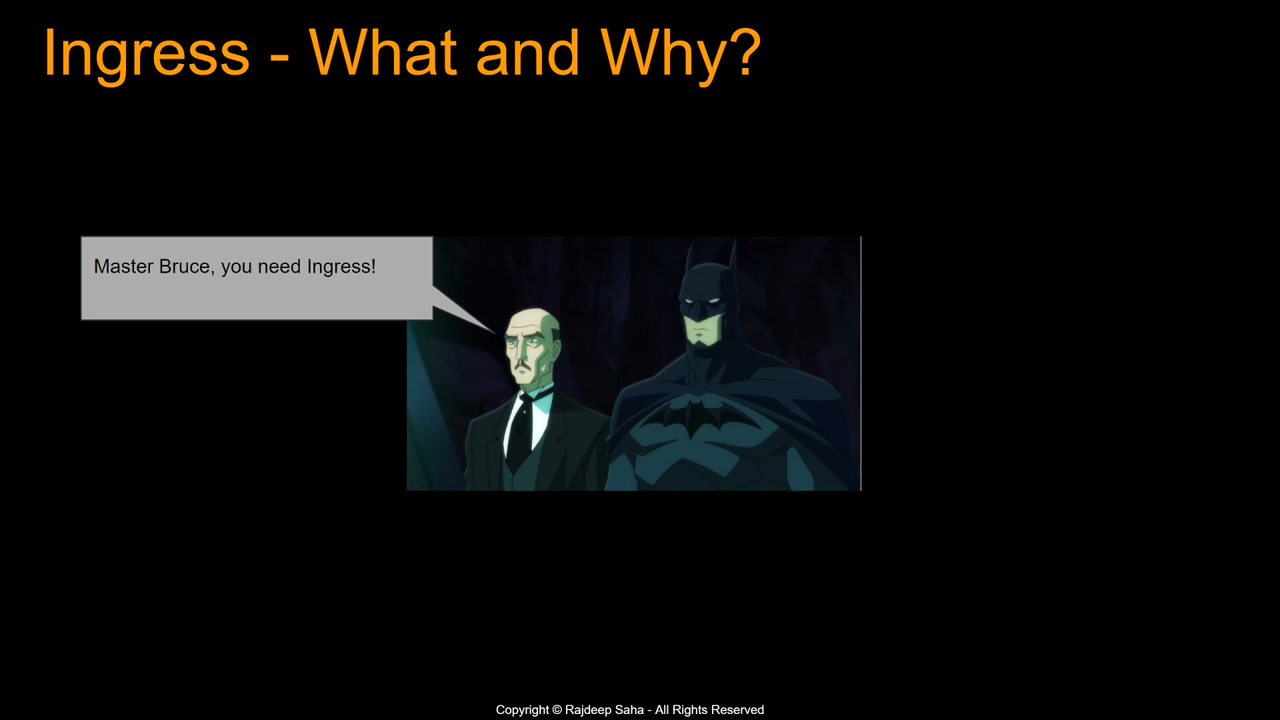 Ingress - What and Why?
Master Bruce, you need Ingress!
Copyright © Rajdeep Saha - All Rights Reserved